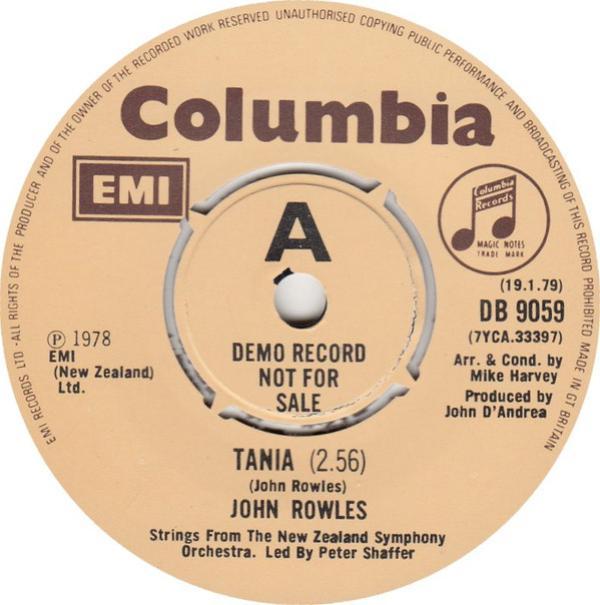 EMI RECORDS LTD - ALL RIGHTS OF THE PRODUCER AND OF THE OWNER OF THE RECORDED WORK RESERVED UNAUTHORISED COPYING PUBLIC PERFORMANCE AND BROADCASTING OF THIS RECORD PROHIBITED MADE IN GT BRITAIN
Columbia
EMI
A
Columbia
Records
MAGIC NOTES
TRADE MARK
(19.1.79)
DB 9059
(7YCA.33397)
℗ 1978
EMI
(New Zealand)
Ltd.
DEMO RECORD
NOT FOR
SALE
Arr. & Cond. by
Mike Harvey
Produced by
John D'Andrea
TANIA (2.56)
(John Rowles)
JOHN ROWLES
Strings From The New Zealand Symphony
Orchestra. Led By Peter Shaffer